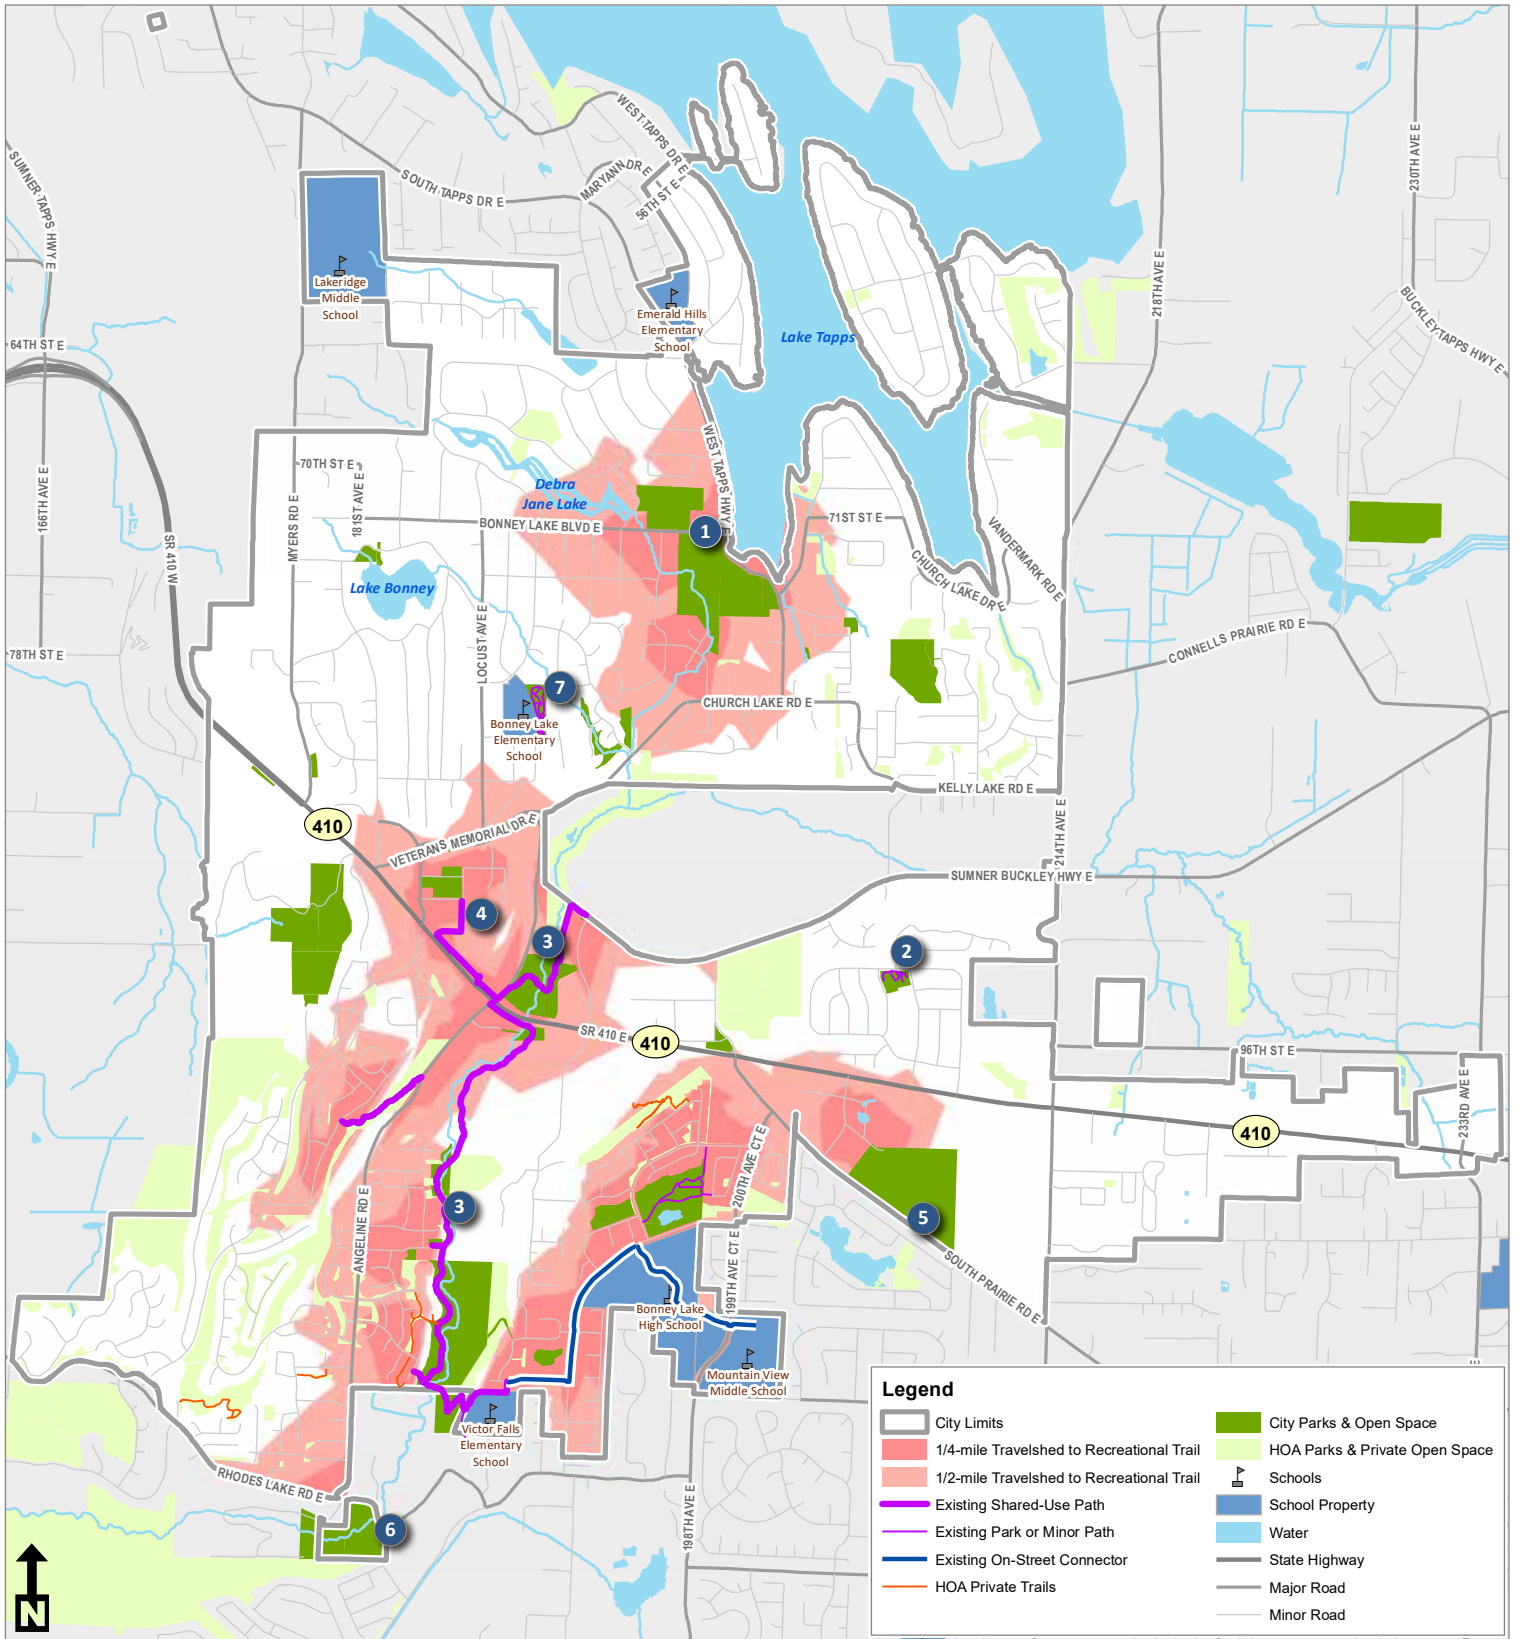 WEST TAPPS DR E
MARYANN DR E
56TH ST E
SOUTH TAPPS DR E
SUMNER TAPPS HWY E
230TH AVE E
218TH AVE E
BUCKLEY TAPPS HWY E
Lakeridge
Middle
School
Emerald Hills
Elementary
School
Lake Tapps
64TH ST E
WEST TAPPS HWY E
70TH ST E
181ST AVE E
MYERS RD E
166TH AVE E
SR 410 W
Debra
Jane Lake
BONNEY LAKE BLVD E
1
71ST ST E
VANDERMARK RD E
CHURCH LAKE DR E
Lake Bonney
LOCUST AVE E
78TH ST E
CONNELLS PRAIRIE RD E
7
Bonney Lake
Elementary
School
CHURCH LAKE RD E
KELLY LAKE RD E
410
VETERANS MEMORIAL DR E
214TH AVE E
SUMNER BUCKLEY HWY E
4
3
2
SR 410 E
410
96TH ST E
233RD AVE E
410
200TH AVE CT E
ANGELINE RD E
3
5
SOUTH PRAIRIE RD E
199TH AVE CT E
Bonney Lake
High School
Mountain View
Middle School
Victor Falls
Elementary
School
RHODES LAKE RD E
198TH AVE E
6
N
Legend
City Limits
1/4-mile Travelshed to Recreational Trail
1/2-mile Travelshed to Recreational Trail
Existing Shared-Use Path
Existing Park or Minor Path
Existing On-Street Connector
HOA Private Trails
City Parks & Open Space
HOA Parks & Private Open Space
Schools
School Property
Water
State Highway
Major Road
Minor Road